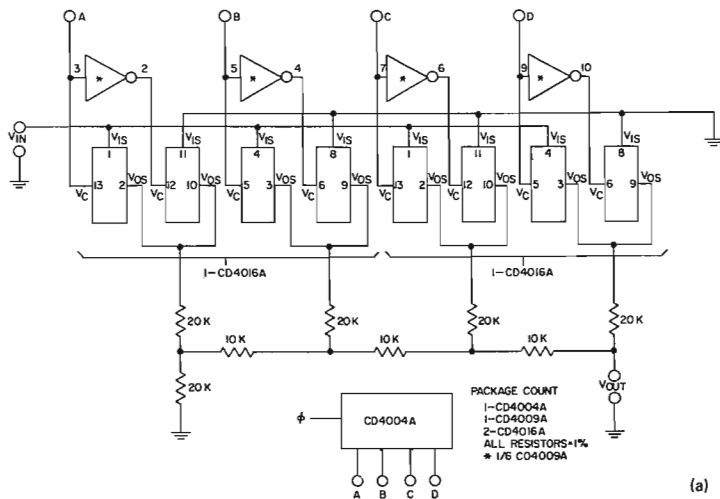 A B C D
3 * 2 5 * 4 7 * 6 9 * 10
VIN
VIS VIS VIS VIS VIS VIS VIS VIS
1 11 4 8 1 11 4 8
13 2 12 10 5 3 6 9 13 2 12 10 5 3 6 9
VOS VOS VOS VOS VOS VOS VOS VOS
VC VC VC VC VC VC VC VC
1-CD4016A 1-CD4016A
20K 20K 20K 20K
10K 10K 10K
20K
VOUT
PACKAGE COUNT
1-CD4004A
1-CD4009A
2-CD4016A
ALL RESISTORS=1%
* 1/6 CD4009A
ϕ CD4004A
A B C D
(a)